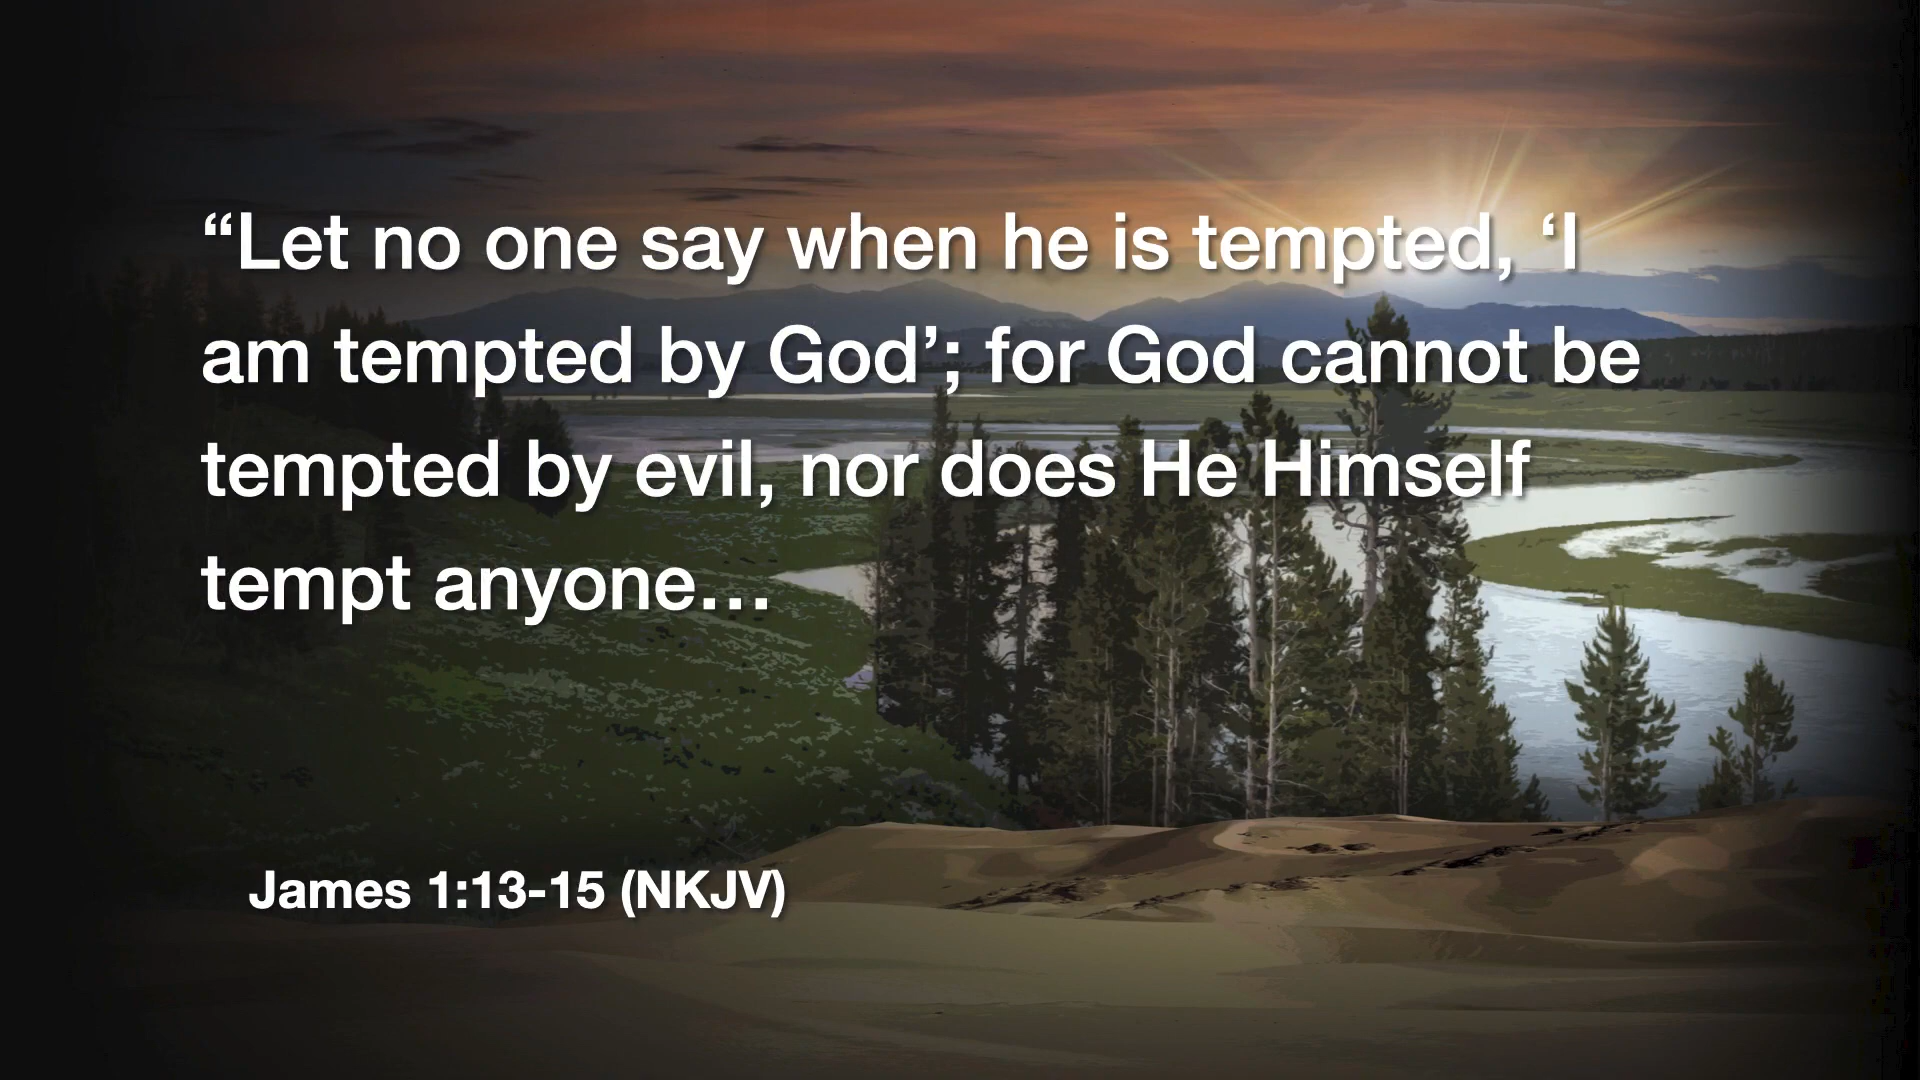 “Let no one say when he is tempted, ‘I
am tempted by God’; for God cannot be
tempted by evil, nor does He Himself
tempt anyone…
James 1:13-15 (NKJV)